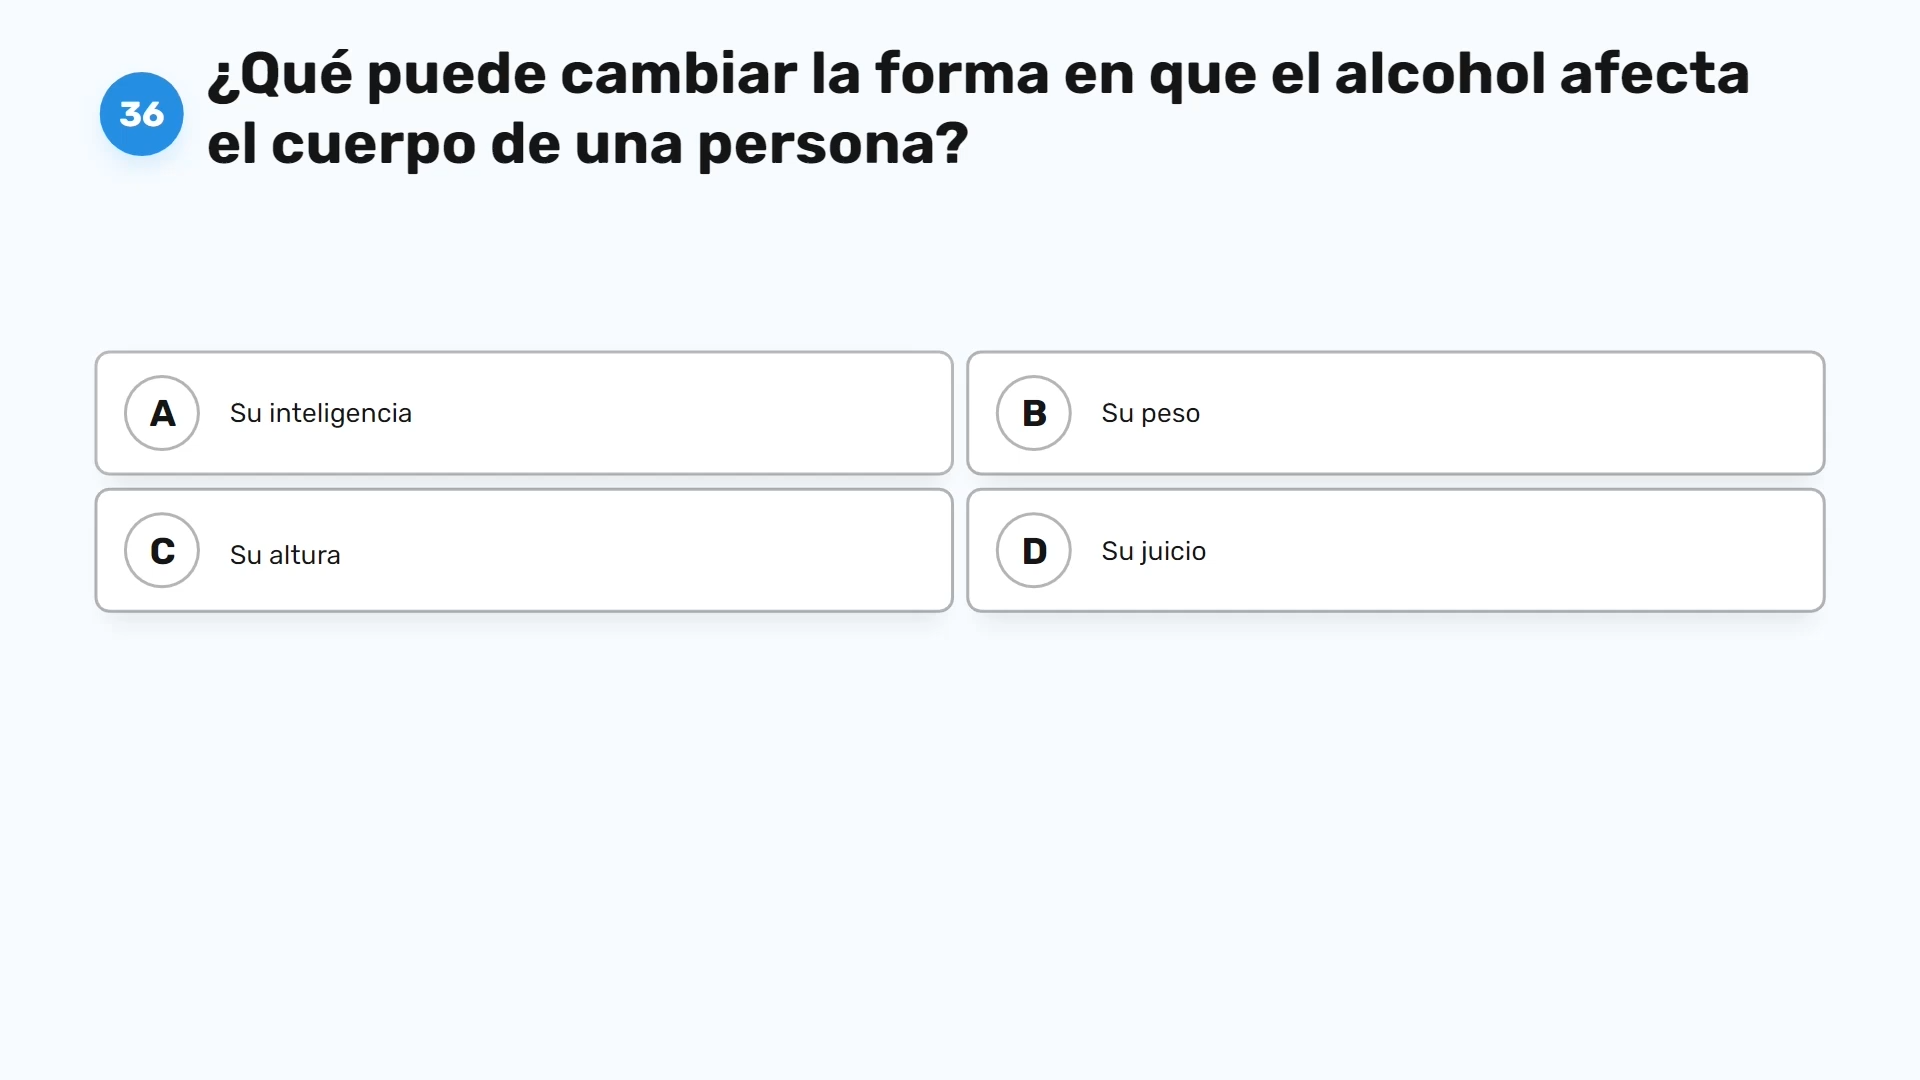 36
¿Qué puede cambiar la forma en que el alcohol afecta
el cuerpo de una persona?
A Su inteligencia
B Su peso
C Su altura
D Su juicio